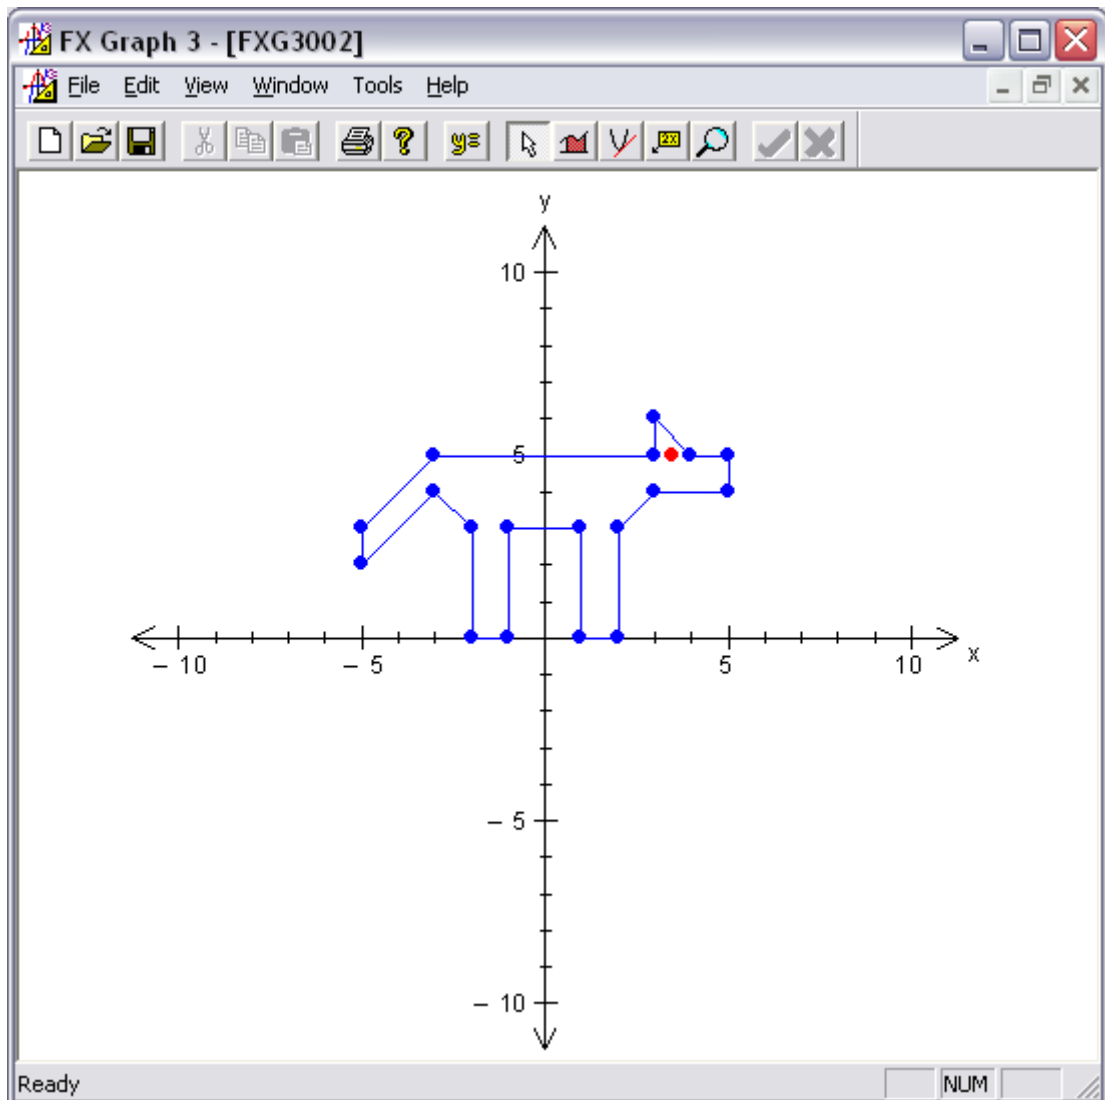 FX Graph 3 - [FXG3002]
File Edit View Window Tools Help
y=
2x
y
10
5
– 10 – 5 5 10 x
– 5
– 10
Ready NUM